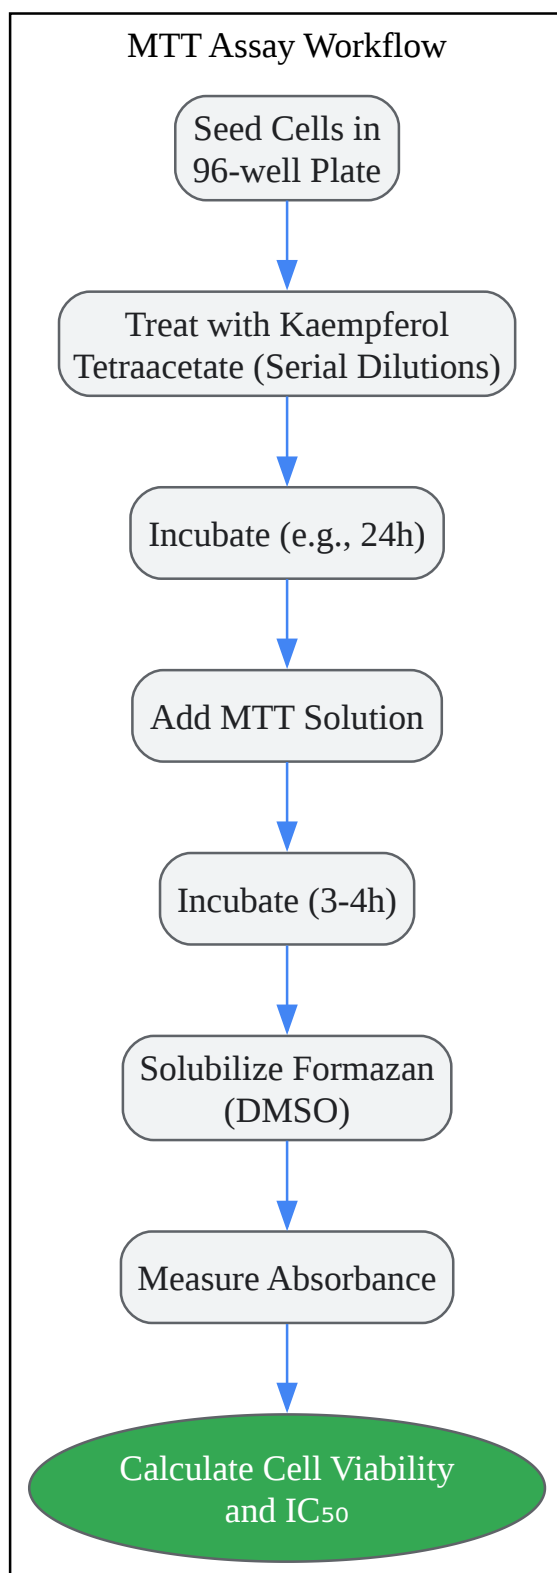 MTT Assay Workflow
Seed Cells in
96-well Plate
Treat with Kaempferol
Tetraacetate (Serial Dilutions)
Incubate (e.g., 24h)
Add MTT Solution
Incubate (3-4h)
Solubilize Formazan
(DMSO)
Measure Absorbance
Calculate Cell Viability
and IC₅₀